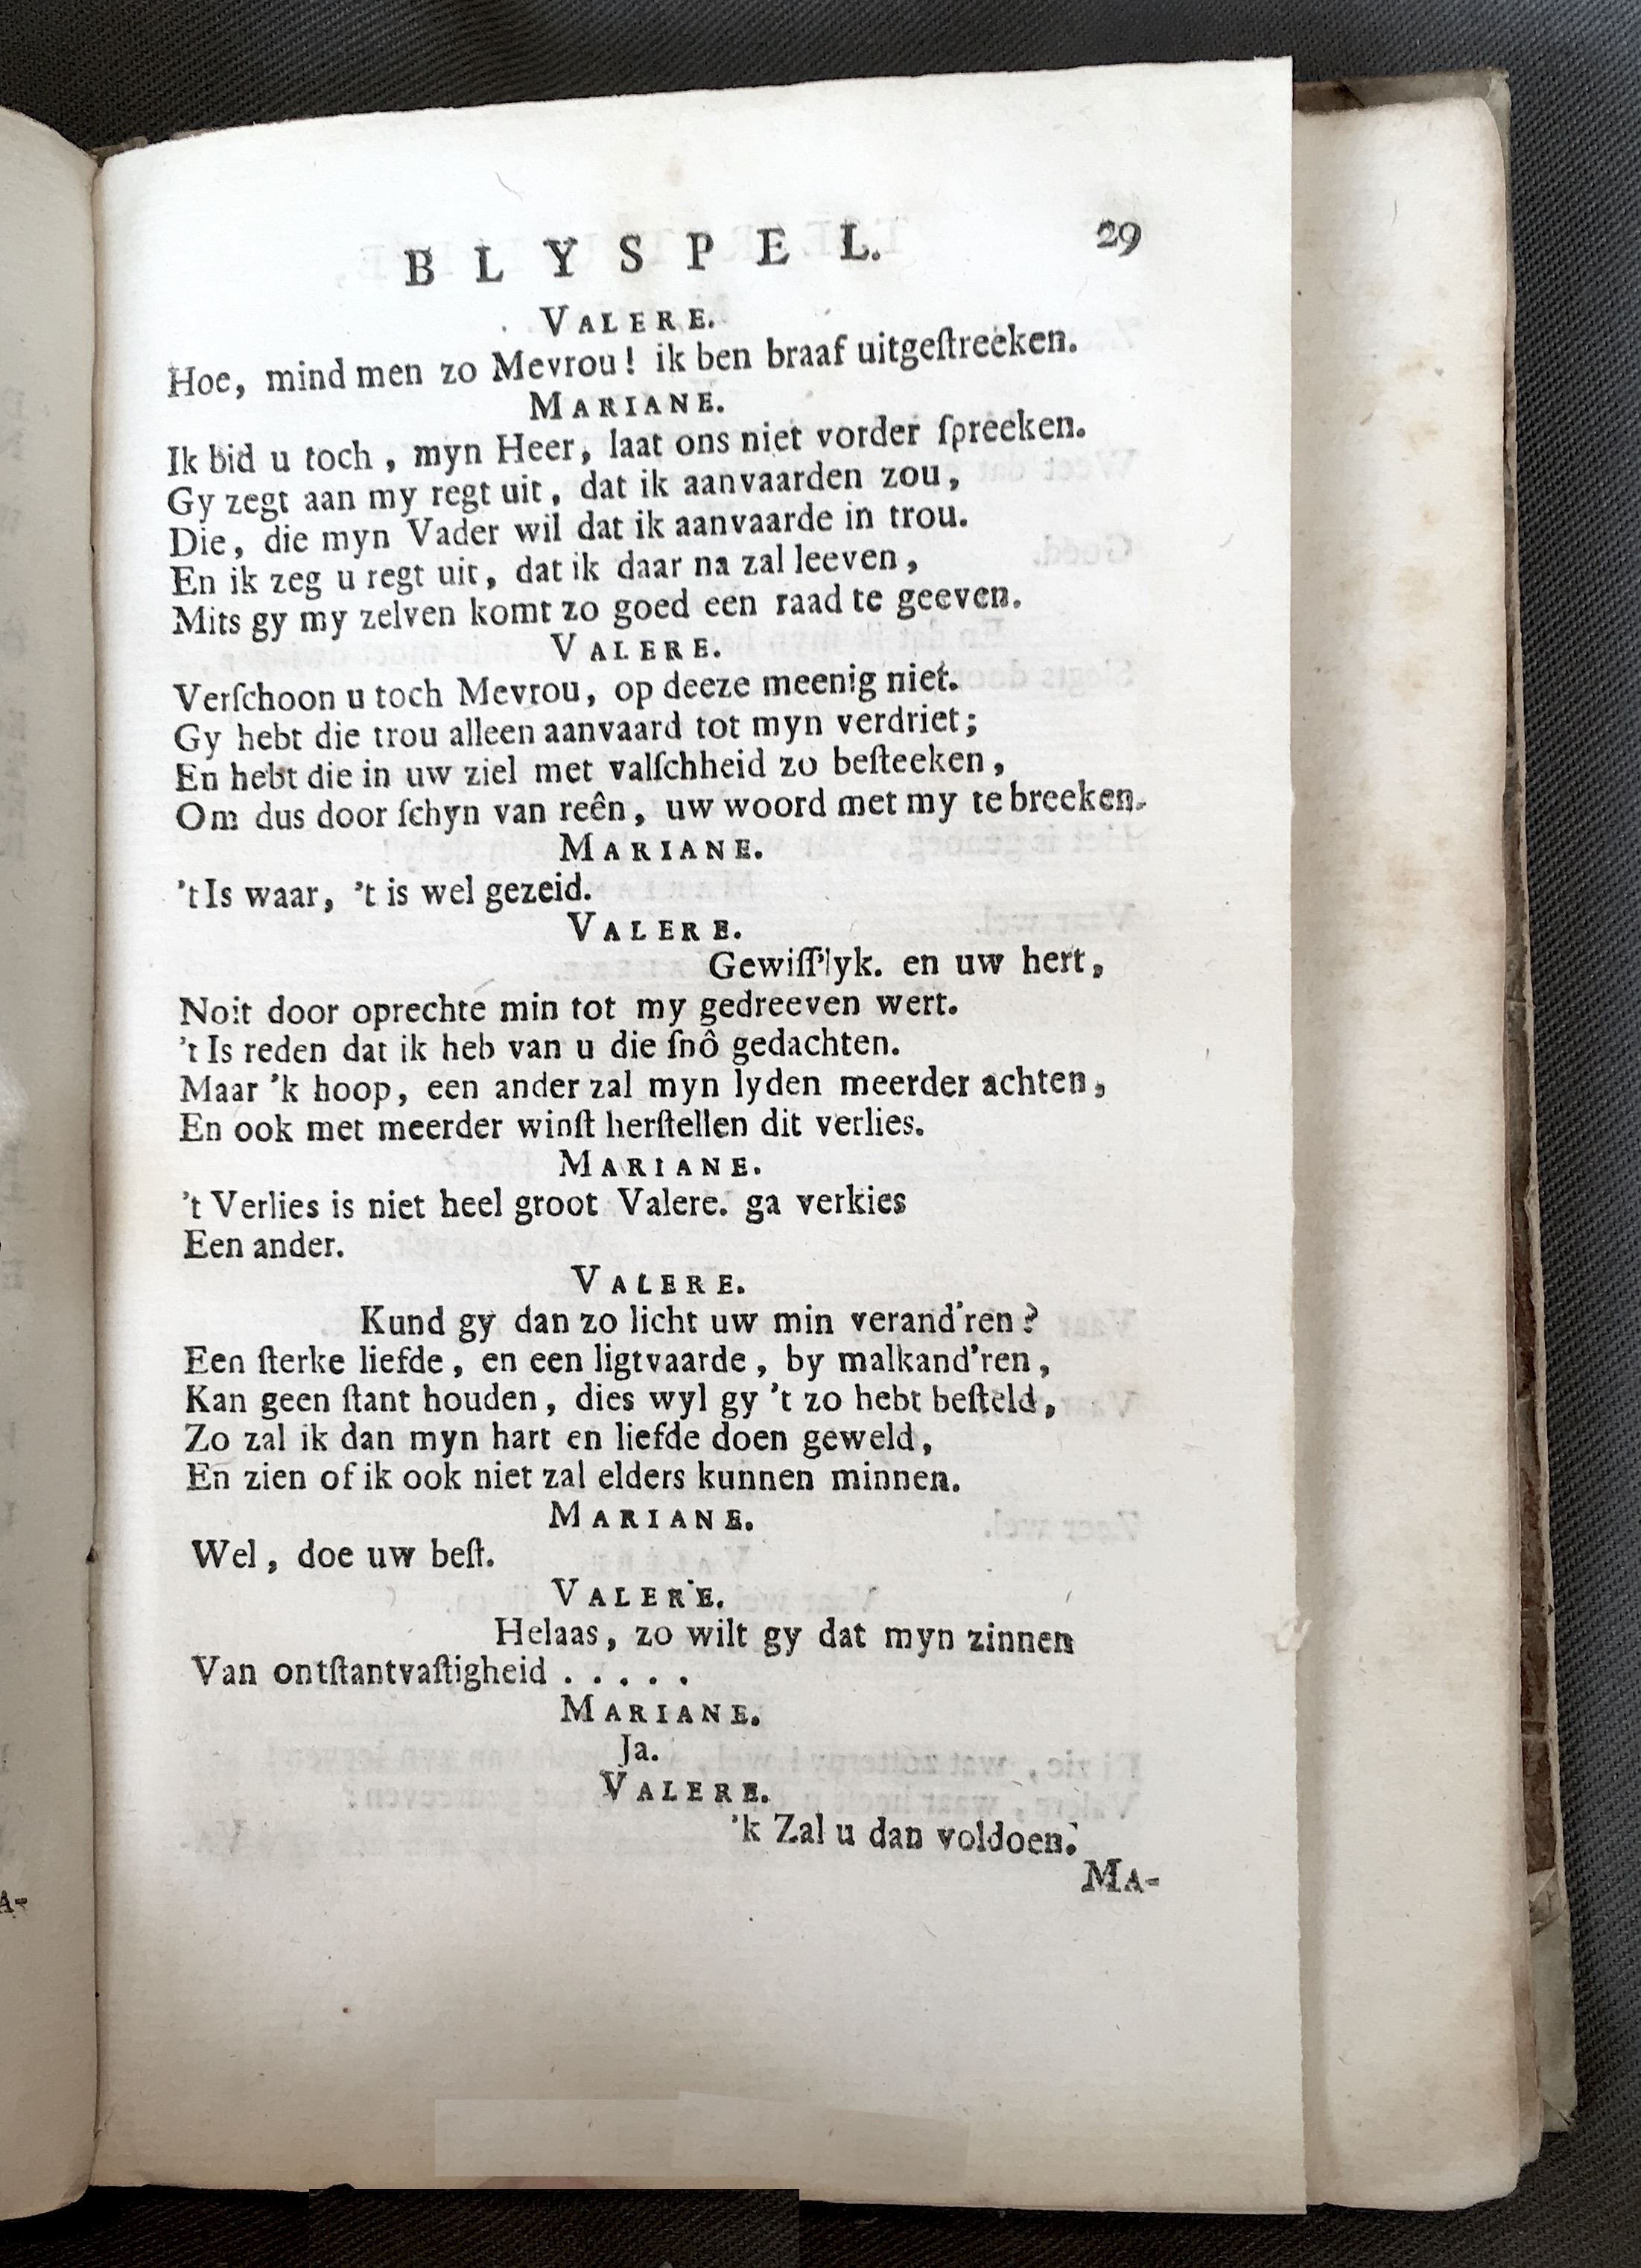 BLYSPEL. 29
VALERE.
Hoe, mind men zo Mevrou! ik ben braaf uitgeſtreeken.
MARIANE.
Ik bid u toch, myn Heer, laat ons niet vorder ſpreeken.
Gy zegt aan my regt uit, dat ik aanvaarden zou,
Die, die myn Vader wil dat ik aanvaarde in trou.
En ik zeg u regt uit, dat ik daar na zal leeven,
Mits gy my zelven komt zo goed een raad te geeven.
VALERE.
Verſchoon u toch Mevrou, op deeze meenig niet.
Gy hebt die trou alleen aanvaard tot myn verdriet;
En hebt die in uw ziel met valſchheid zo beſteeken,
Om dus door ſchyn van reên, uw woord met my te breeken.
MARIANE.
't Is waar, 't is wel gezeid.
VALERE.
Gewiſſ'lyk. en uw hert,
Noit door oprechte min tot my gedreeven wert.
't Is reden dat ik heb van u die ſnô gedachten.
Maar 'k hoop, een ander zal myn lyden meerder achten,
En ook met meerder winſt herſtellen dit verlies.
MARIANE.
't Verlies is niet heel groot Valere. ga verkies
Een ander.
VALERE.
Kund gy dan zo licht uw min verand'ren?
Een ſterke liefde, en een ligtvaarde, by malkand'ren,
Kan geen ſtant houden, dies wyl gy 't zo hebt beſteld,
Zo zal ik dan myn hart en liefde doen geweld,
En zien of ik ook niet zal elders kunnen minnen.
MARIANE.
Wel, doe uw beſt.
VALERE.
Helaas, zo wilt gy dat myn zinnen
Van ontſtantvaſtigheid . . . . .
MARIANE.
Ja.
VALERE.
'k Zal u dan voldoen.
MA-
A-